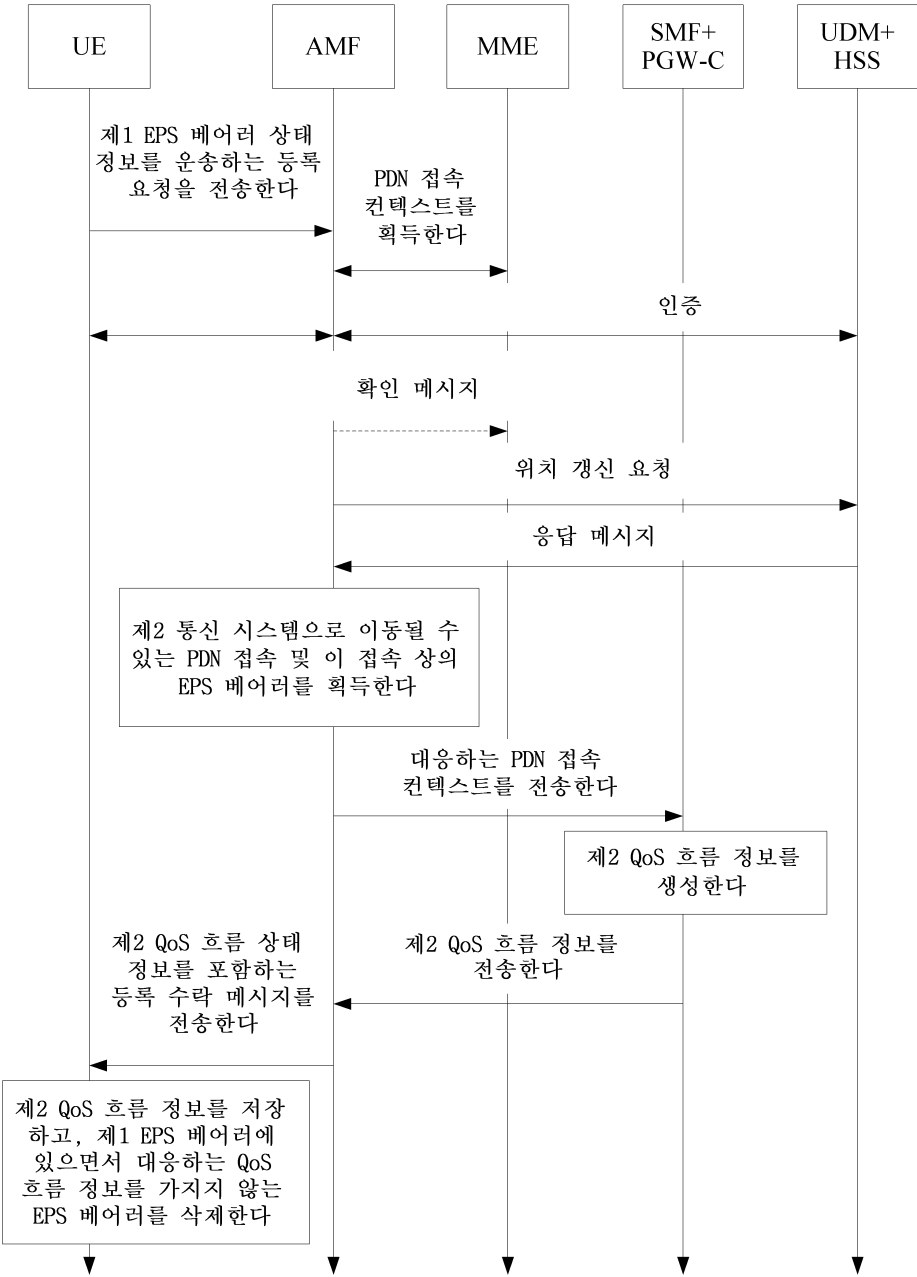 UE
AMF
MME
SMF+
PGW-C
UDM+
HSS
제1 EPS 베어러 상태
정보를 운송하는 등록
요청을 전송한다
PDN 접속
컨텍스트를
획득한다
인증
확인 메시지
위치 갱신 요청
응답 메시지
제2 통신 시스템으로 이동될 수
있는 PDN 접속 및 이 접속 상의
EPS 베어러를 획득한다
대응하는 PDN 접속
컨텍스트를 전송한다
제2 QoS 흐름 정보를
생성한다
제2 QoS 흐름 정보를
전송한다
제2 QoS 흐름 상태
정보를 포함하는
등록 수락 메시지를
전송한다
제2 QoS 흐름 정보를 저장
하고, 제1 EPS 베어러에
있으면서 대응하는 QoS
흐름 정보를 가지지 않는
EPS 베어러를 삭제한다